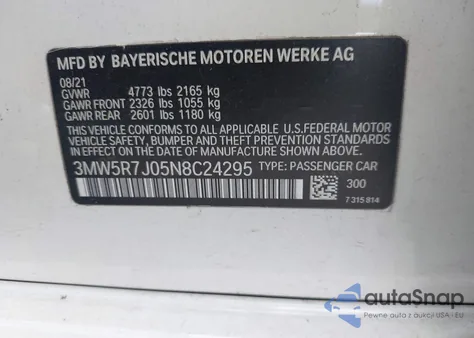 MFD BY BAYERISCHE MOTOREN WERKE AG
08/21
GVWR 4773 lbs 2165 kg
GAWR FRONT 2326 lbs 1055 kg
GAWR REAR 2601 lbs 1180 kg
THIS VEHICLE CONFORMS TO ALL APPLICABLE U.S.FEDERAL MOTOR
VEHICLE SAFETY, BUMPER, AND THEFT PREVENTION STANDARDS
IN EFFECT ON THE DATE OF MANUFACTURE SHOWN ABOVE.
3MW5R7J05N8C24295 TYPE: PASSENGER CAR
300
7 315 814
autoSnap
Pewne auta z aukcji USA i EU